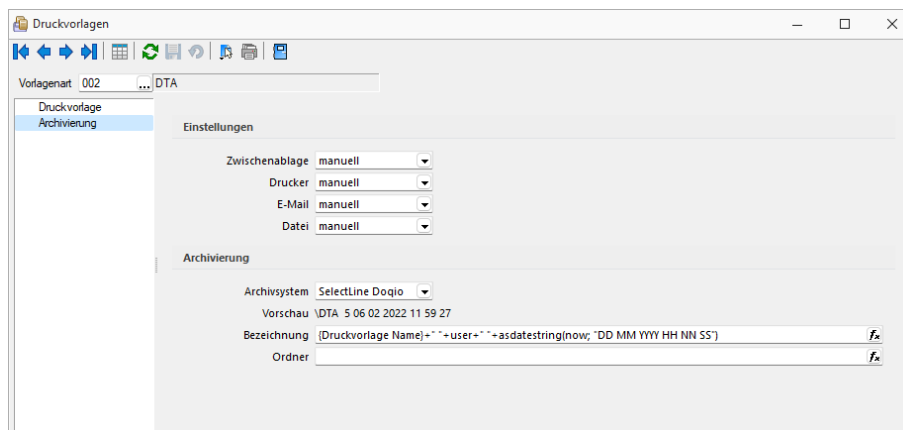 Druckvorlagen
Vorlagenart 002 ... DTA
Druckvorlage
Archivierung
Einstellungen
Zwischenablage manuell
Drucker manuell
E-Mail manuell
Datei manuell
Archivierung
Archivsystem SelectLine Doqio
Vorschau \DTA 5 06 02 2022 11 59 27
Bezeichnung {Druckvorlage Name}+" "+user+" "+asdatestring(now; "DD MM YYYY HH NN SS") fx
Ordner fx